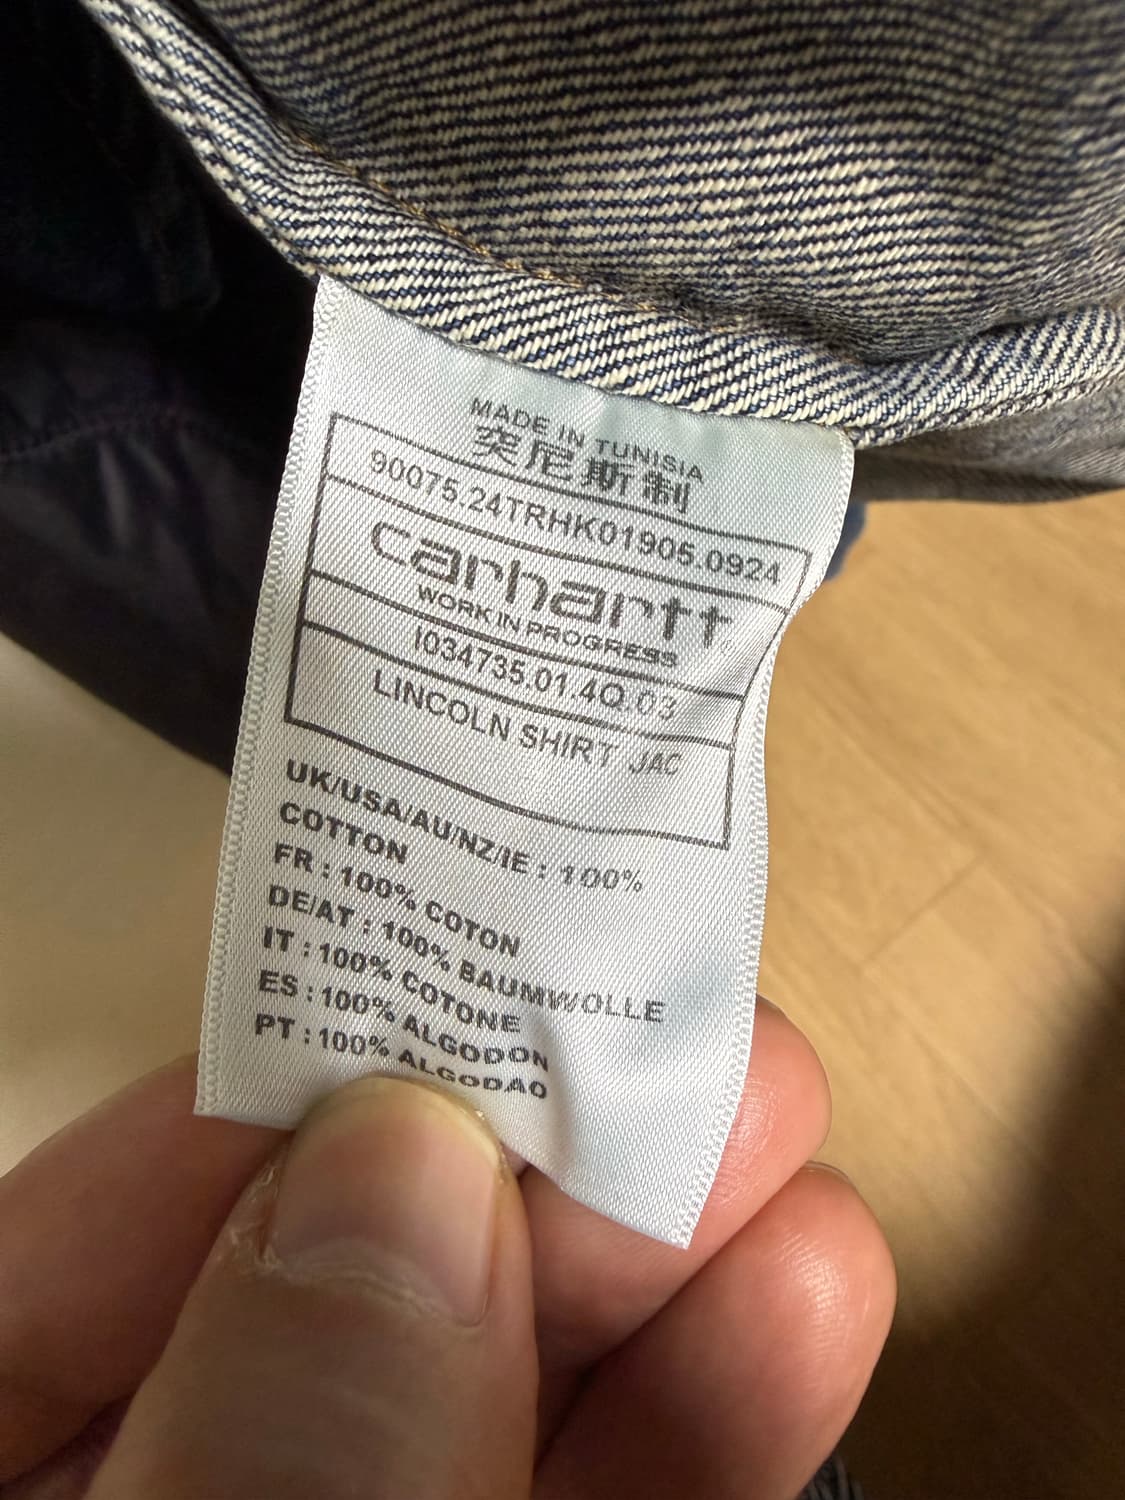 MADE IN TUNISIA
突尼斯制
90075.24TRHK01905.0924
carhartt
WORK IN PROGRESS
I034735.01.4Q.03
LINCOLN SHIRT JAC
UK/USA/AU/NZ/IE : 100%
COTTON
FR : 100% COTON
DE/AT : 100% BAUMWOLLE
IT : 100% COTONE
ES : 100% ALGODON
PT : 100% ALGODAO